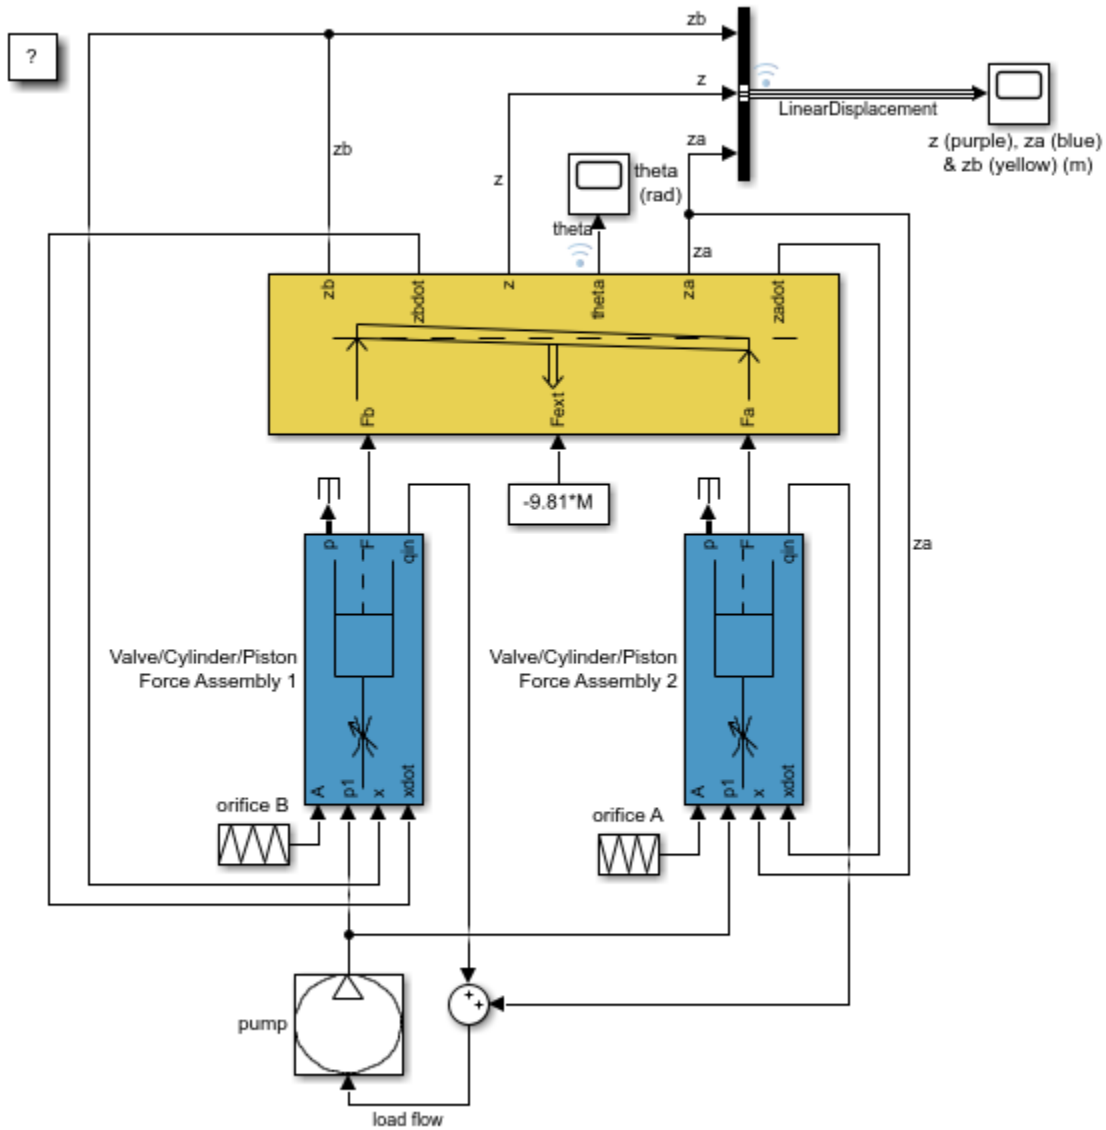 zb
?
z
LinearDisplacement
z (purple), za (blue)
& zb (yellow) (m)
zb
za
theta
(rad)
z
theta
za
zb
zbdot
z
theta
za
zadot
Fb
Fext
Fa
-9.81*M
p
F
qin
p
F
qin
za
Valve/Cylinder/Piston
Force Assembly 1
Valve/Cylinder/Piston
Force Assembly 2
A
p1
x
xdot
A
p1
x
xdot
orifice B
orifice A
pump
load flow